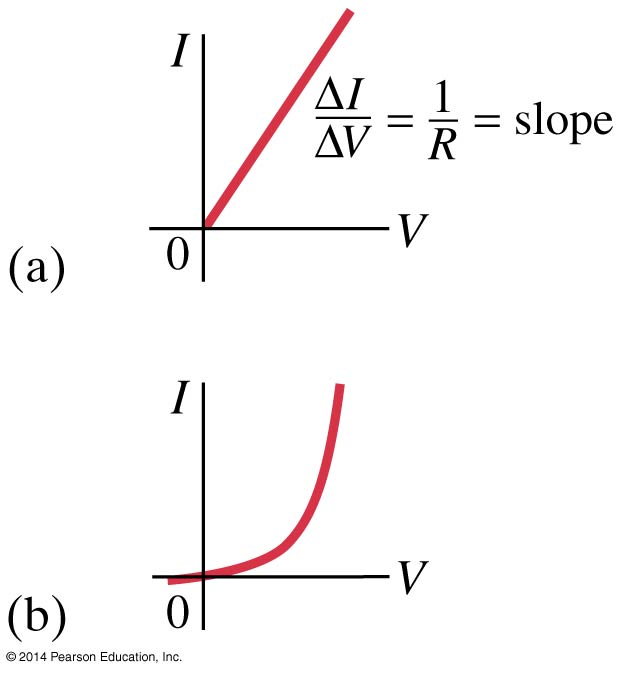 I
ΔI/ΔV = 1/R = slope
V
0
(a)
I
V
0
(b)
© 2014 Pearson Education, Inc.